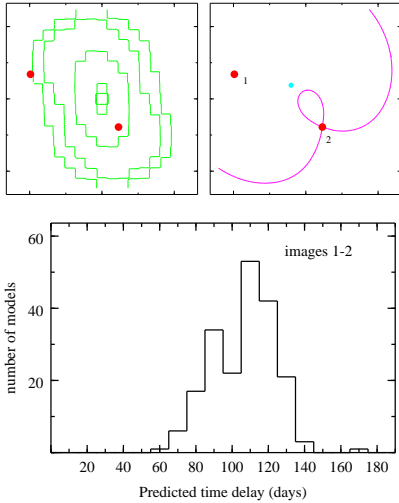 1
2
60
40
20
images 1-2
number of models
20 40 60 80 100 120 140 160 180
Predicted time delay (days)